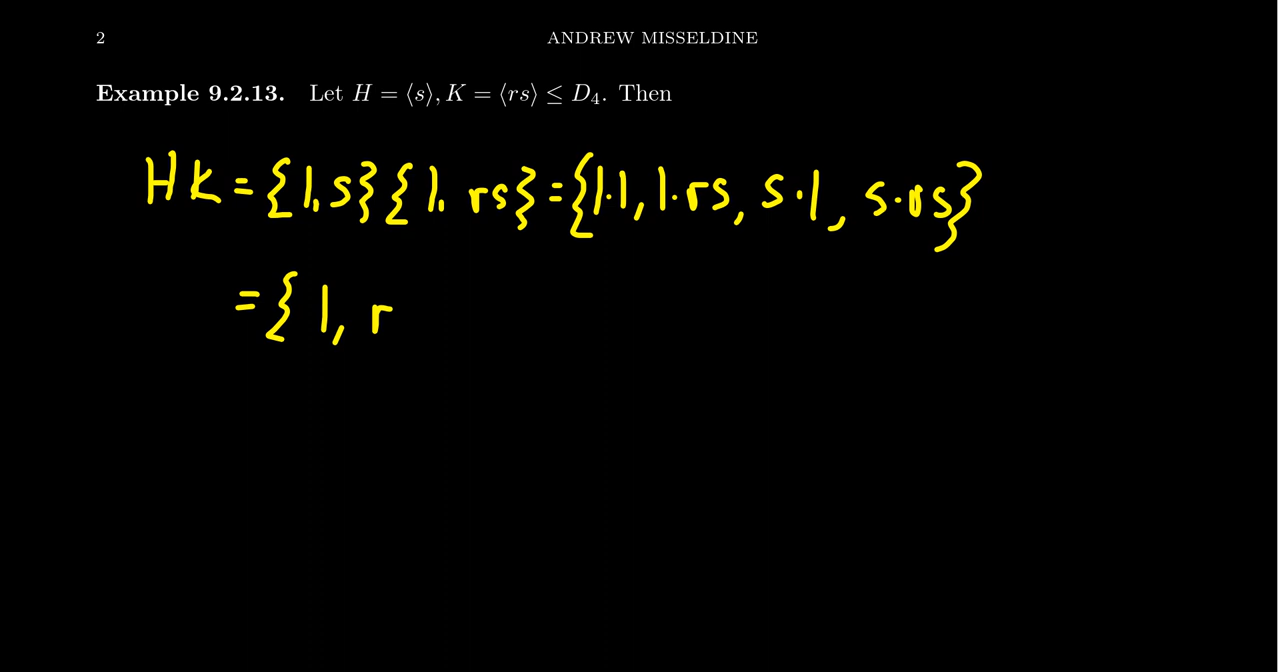 2 ANDREW MISSELDINE
Example 9.2.13. Let H = ⟨s⟩, K = ⟨rs⟩ ≤ D₄. Then
HK = {1, s}{1, rs} = {1·1, 1·rs, s·1, s·rs}
= { 1, r